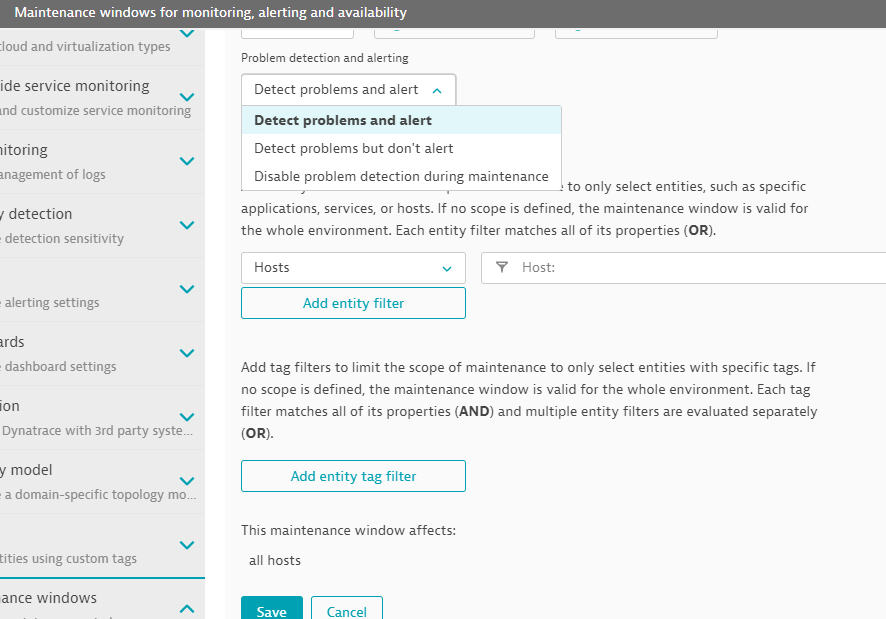 Maintenance windows for monitoring, alerting and availability
cloud and virtualization types
ide service monitoring
and customize service monitoring
nitoring
anagement of logs
y detection
e detection sensitivity
e alerting settings
ards
e dashboard settings
ion
Dynatrace with 3rd party syste...
y model
e a domain-specific topology mo...
tities using custom tags
ance windows
Problem detection and alerting
Detect problems and alert
Detect problems and alert
Detect problems but don't alert
Disable problem detection during maintenance
to only select entities, such as specific
applications, services, or hosts. If no scope is defined, the maintenance window is valid for
the whole environment. Each entity filter matches all of its properties (OR).
Hosts
Host:
Add entity filter
Add tag filters to limit the scope of maintenance to only select entities with specific tags. If
no scope is defined, the maintenance window is valid for the whole environment. Each tag
filter matches all of its properties (AND) and multiple entity filters are evaluated separately
(OR).
Add entity tag filter
This maintenance window affects:
all hosts
Save
Cancel